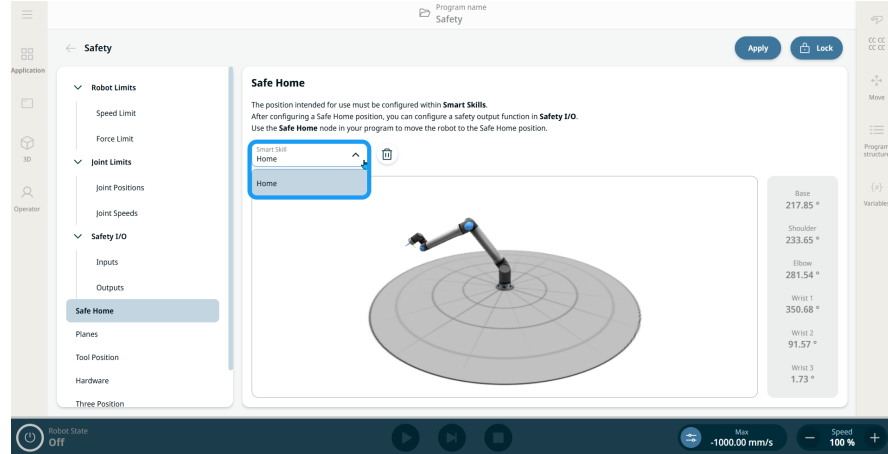 Program name
Safety
Application
3D
Operator
Safety
Apply
Lock
Robot Limits
Speed Limit
Force Limit
Joint Limits
Joint Positions
Joint Speeds
Safety I/O
Inputs
Outputs
Safe Home
Planes
Tool Position
Hardware
Three Position
Safe Home
The position intended for use must be configured within Smart Skills.
After configuring a Safe Home position, you can configure a safety output function in Safety I/O.
Use the Safe Home node in your program to move the robot to the Safe Home position.
Smart Skill
Home
Home
Base
217.85 °
Shoulder
233.65 °
Elbow
281.54 °
Wrist 1
350.68 °
Wrist 2
91.57 °
Wrist 3
1.73 °
CC CC
CC CC
Move
Program
structure
{x}
Variables
Robot State
Off
Max
-1000.00 mm/s
Speed
100 %